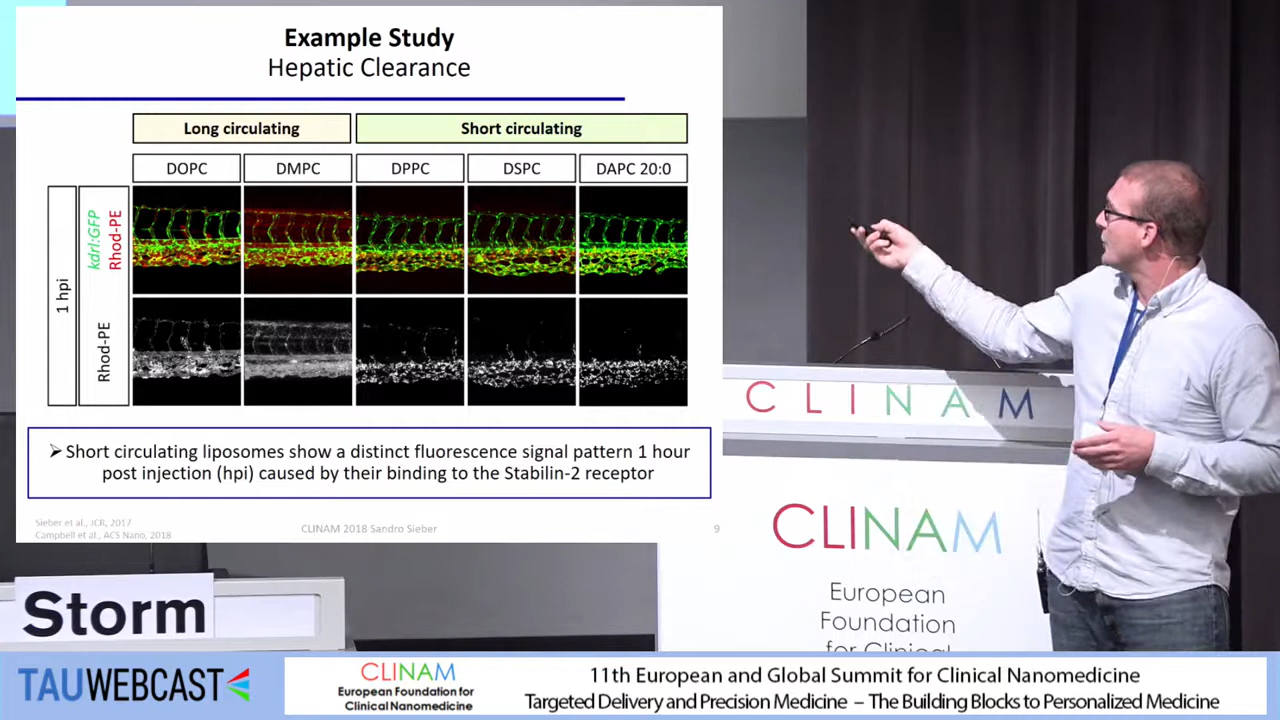 Example Study
Hepatic Clearance
Long circulating
Short circulating
DOPC
DMPC
DPPC
DSPC
DAPC 20:0
1 hpi
kdrl:GFP
Rhod-PE
Rhod-PE
➢ Short circulating liposomes show a distinct fluorescence signal pattern 1 hour
post injection (hpi) caused by their binding to the Stabilin-2 receptor
Sieber et al., JCR, 2017
Campbell et al., ACS Nano, 2018
CLINAM 2018 Sandro Sieber
9
CLINAM
CLINAM
European
Foundation
for Clinical
Storm
TAUWEBCAST
CLINAM
European Foundation for
Clinical Nanomedicine
11th European and Global Summit for Clinical Nanomedicine
Targeted Delivery and Precision Medicine – The Building Blocks to Personalized Medicine